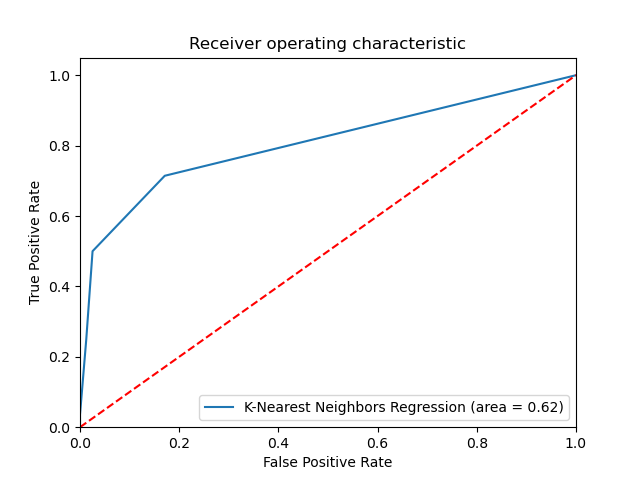 Receiver operating characteristic
True Positive Rate
1.0
0.8
0.6
0.4
0.2
0.0
K-Nearest Neighbors Regression (area = 0.62)
0.0 0.2 0.4 0.6 0.8 1.0
False Positive Rate